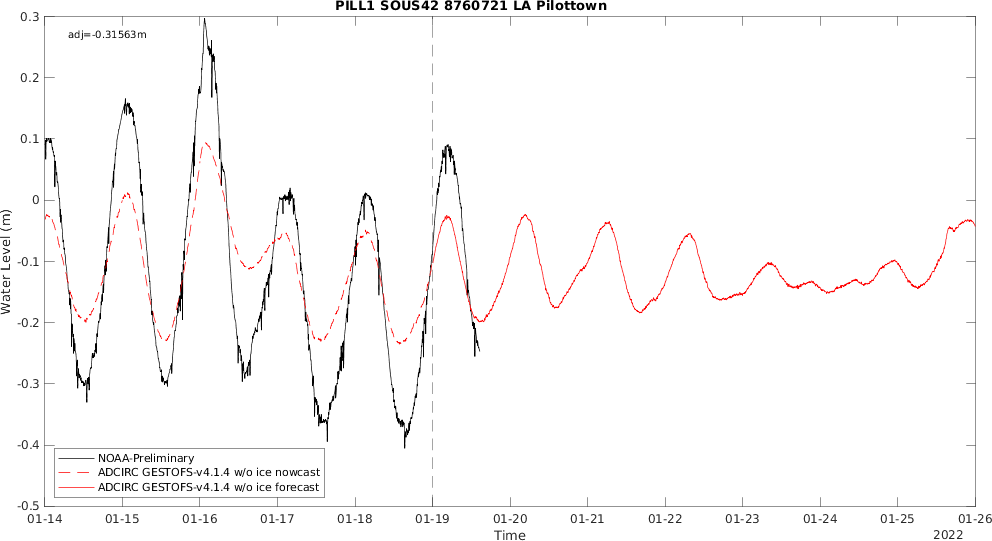 PILL1 SOUS42 8760721 LA Pilottown
adj=-0.31563m
0.3
0.2
0.1
0
-0.1
-0.2
-0.3
-0.4
-0.5
Water Level (m)
NOAA-Preliminary
ADCIRC GESTOFS-v4.1.4 w/o ice nowcast
ADCIRC GESTOFS-v4.1.4 w/o ice forecast
01-14 01-15 01-16 01-17 01-18 01-19 01-20 01-21 01-22 01-23 01-24 01-25 01-26
Time
2022